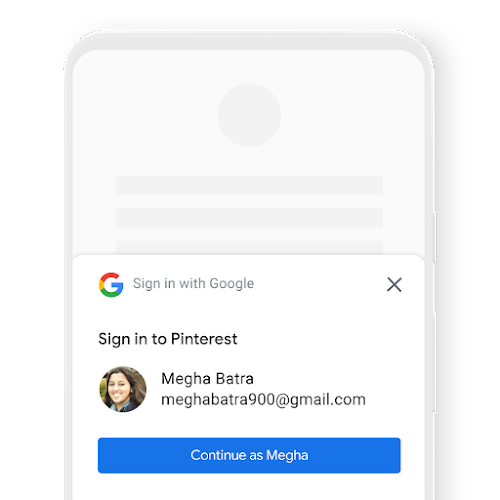 Sign in with Google
Sign in to Pinterest
Megha Batra
meghabatra900@gmail.com
Continue as Megha